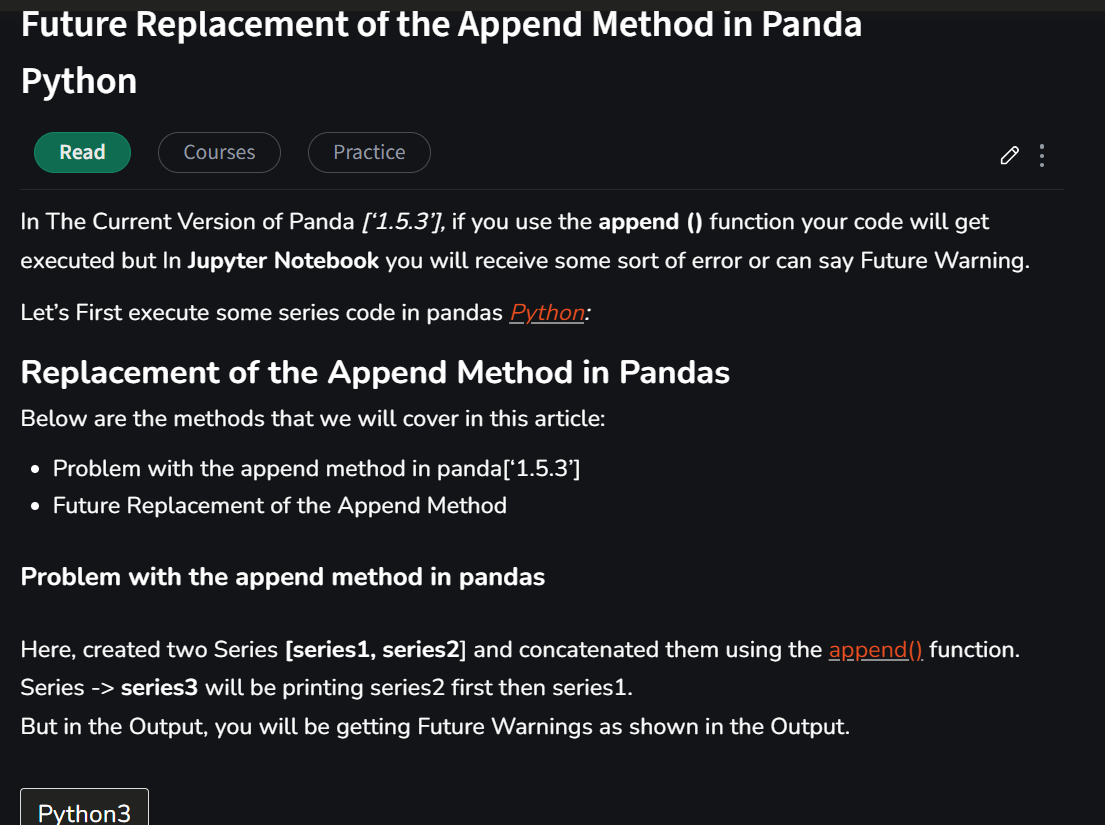 Future Replacement of the Append Method in Panda
Python
Read
Courses
Practice
In The Current Version of Panda [‘1.5.3’], if you use the append () function your code will get
executed but In Jupyter Notebook you will receive some sort of error or can say Future Warning.
Let’s First execute some series code in pandas Python:
Replacement of the Append Method in Pandas
Below are the methods that we will cover in this article:
• Problem with the append method in panda[‘1.5.3’]
• Future Replacement of the Append Method
Problem with the append method in pandas
Here, created two Series [series1, series2] and concatenated them using the append() function.
Series -> series3 will be printing series2 first then series1.
But in the Output, you will be getting Future Warnings as shown in the Output.
Python3